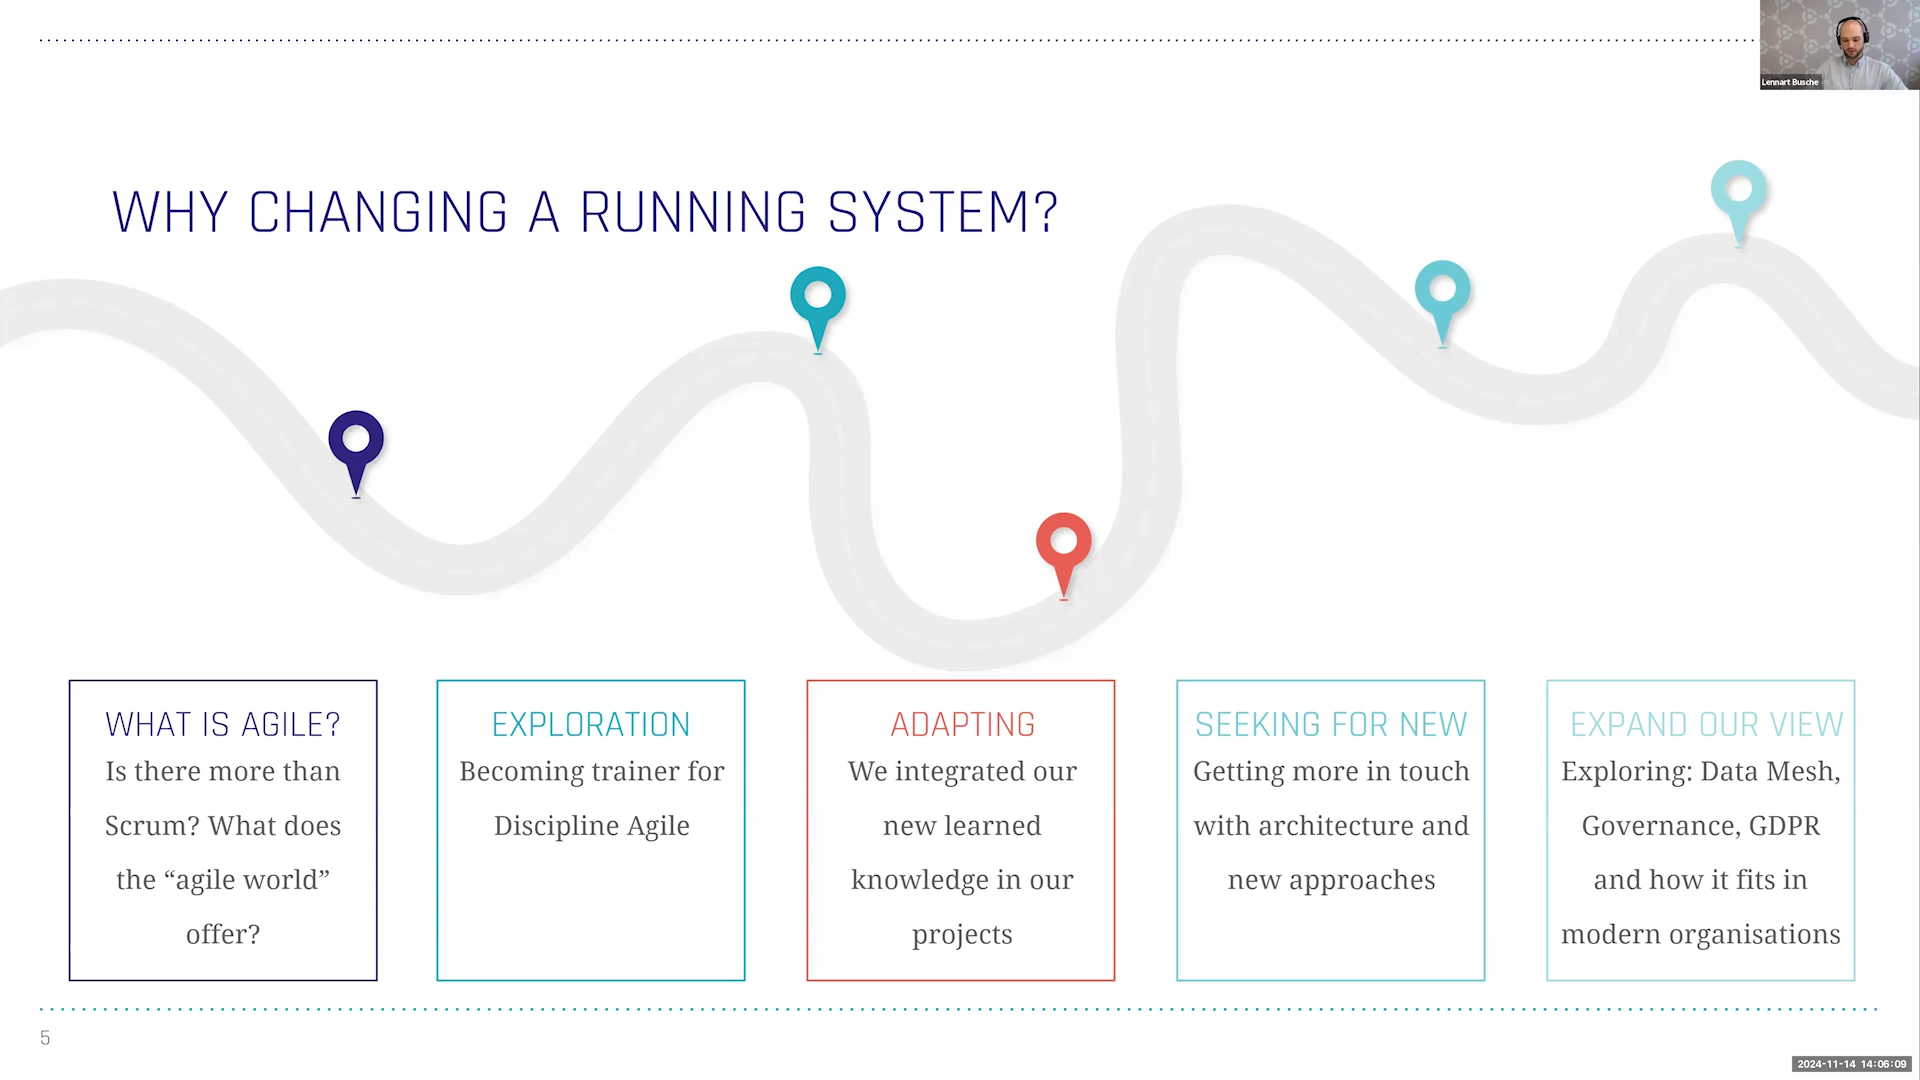 Lennart Busche
WHY CHANGING A RUNNING SYSTEM?
WHAT IS AGILE?
Is there more than
Scrum? What does
the “agile world”
offer?
EXPLORATION
Becoming trainer for
Discipline Agile
ADAPTING
We integrated our
new learned
knowledge in our
projects
SEEKING FOR NEW
Getting more in touch
with architecture and
new approaches
EXPAND OUR VIEW
Exploring: Data Mesh,
Governance, GDPR
and how it fits in
modern organisations
5
2024-11-14 14:06:09